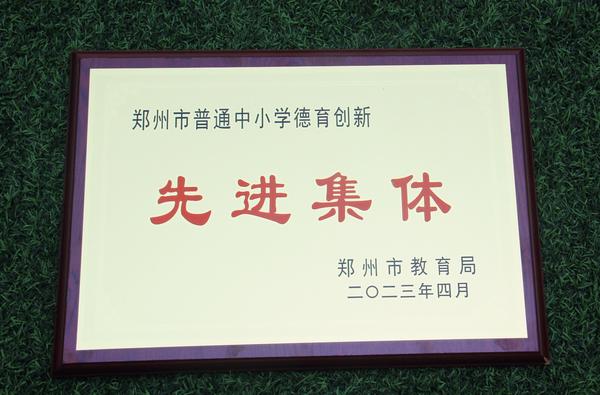 郑州市普通中小学德育创新
先进集体
郑州市教育局
二〇二三年四月